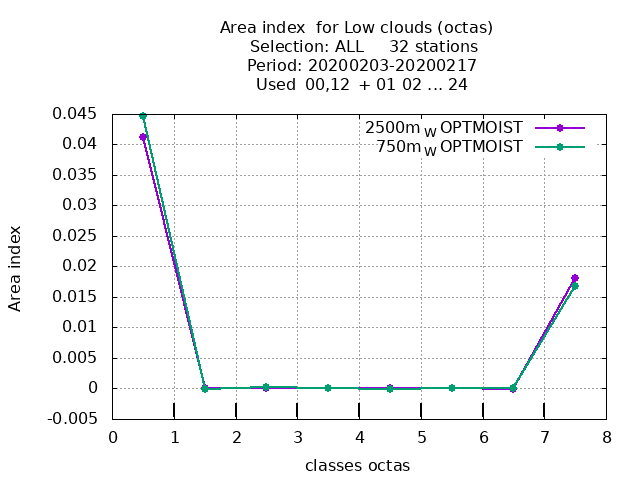 Area index  for Low clouds (octas)
Selection: ALL     32 stations
Period: 20200203-20200217
Used  00,12  + 01 02 ... 24
2500m W OPTMOIST
750m W OPTMOIST
0.045
0.04
0.035
0.03
0.025
0.02
0.015
0.01
0.005
0
-0.005
Area index
0 1 2 3 4 5 6 7 8
classes octas